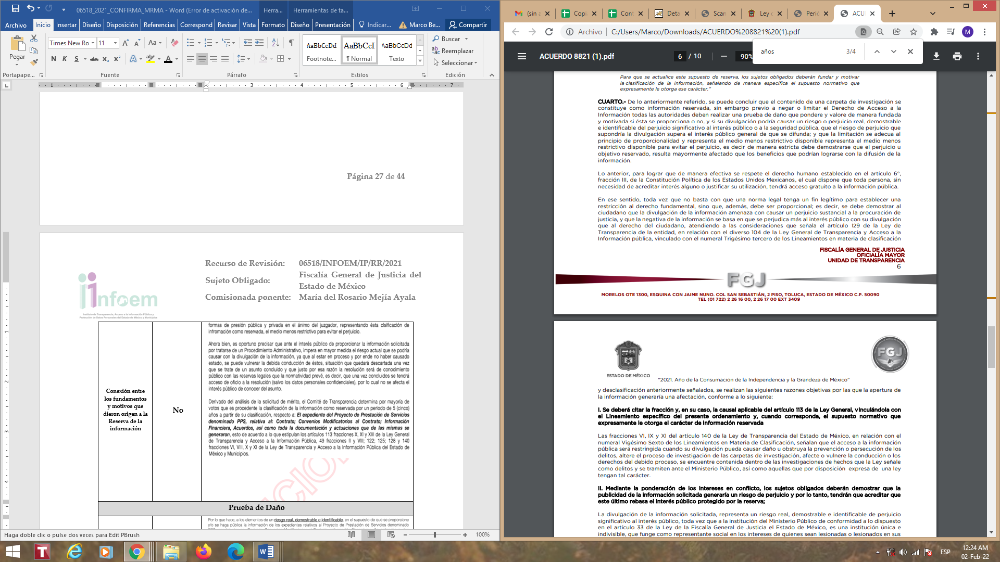 06518_2021_CONFIRMA_MRMA - Word (Error de activación de...
Herra...
Herramientas de ta...
Archivo Inicio Insertar Diseño Disposición Referencias Correspond Revisar Vista Formato Diseño Presentación Indicar... Marco Be... Compartir
Pegar
Times New Ro 11
Portapape...
Fuente
Párrafo
AaBbCcDd AaBbCcI AaBbCcDd
Footnote... ¶ Normal Texto
Estilos
Buscar
Reemplazar
Seleccionar
Edición
Página 27 de 44
Recurso de Revisión: 06518/INFOEM/IP/RR/2021
Sujeto Obligado: Fiscalía General de Justicia del Estado de México
Comisionada ponente: María del Rosario Mejía Ayala
infoem
Instituto de Transparencia, Acceso a la Información Pública y
Protección de Datos Personales del Estado de México y Municipios
Conexión entre
los fundamentos
y motivos que
dieron origen a la
Reserva de la
información
No
formas de presión pública y privada en el ánimo del juzgador, representando ésta clsificación de
infromación como reservada, el medio menos restrictivo para evitar el perjuicio.
Ahora bien, es oportuno precisar que ante el interés público de proporcionar la información solicitada
por tratarse de un Procedimiento Administrativo, impera en mayor medida el riesgo actual que se podría
causar con la divulgación de la información, ya que al estar en proceso y por ende no haber causado
estado, se puede vulnerar la debida conducción de éstos, situación que quedará descartada una vez
que se trate de un asunto concluido y que justo por esa razón la resolución será de conocimiento
público con las reservas legales que la normatividad prevé, es decir, que una vez concluidos se tendrá
acceso de oficio a la resolución (salvo los datos personales confidenciales), por lo cual no se afecta el
interés público de conocer del asunto.
Derivado del análisis de la solicitud de mérito, el Comité de Transparencia determina por mayoría de
votos que es procedente la clasificación de la información como reservada por un periodo de 5 (cinco)
años a partir de su clasificación, respecto a: El expediente del Proyecto de Prestación de Servicios
denominado PPS, relativa al: Contrato; Convenios Modificatorios al Contrato; Información
Financiera, Acuerdos, así como toda la documentación y actuaciones que de las mismas se
generaron, esto de acuerdo a lo que estipulan los artículos 113 fracciones X, XI y XIII de la Ley General
de Transparencia y Acceso a la Información Pública, 49 fracciones II y VIII; 122; 125; 128 y 140
fracciones VI, VIII, X y XI de la Ley de Transparencia y Acceso a la Información Pública del Estado de
México y Municipios.
Prueba de Daño
Por lo que hace, a los elementos de un riesgo real, demostrable e identificable, en el supuesto de que se proporcione
y/o se haga pública la información de los expedientes relativos al Proyecto de Prestación de Servicios denominado
Haga doble clic o pulse dos veces para Edit PBrush
100%
(sin a Copi Cont Deta Scan Ley c Perió ACU
Archivo C:/Users/Marco/Downloads/ACUERDO%208821%20(1).pdf
M
ACUERDO 8821 (1).pdf 6 / 10 90%
años 3/4
Para que se actualice este supuesto de reserva, los sujetos obligados deberán fundar y motivar
la clasificación de la información, señalando de manera específica el supuesto normativo que
expresamente le otorga ese carácter.”
CUARTO.- De lo anteriormente referido, se puede concluir que el contenido de una carpeta de investigación se
constituye como información reservada, sin embargo previo a negar o limitar el Derecho de Acceso a la
Información todas las autoridades deben realizar una prueba de daño que pondere y valore de manera fundada
y motivada si ésta se proporciona o no, y si su divulgación podría causar un riesgo o perjuicio real, demostrable
e identificable del perjuicio significativo al interés público o a la seguridad pública, que el riesgo de perjuicio que
supondría la divulgación supera el interés público general de que se difunda; y que la limitación se adecua al
principio de proporcionalidad y representa el medio menos restrictivo disponible representa el medio menos
restrictivo disponible para evitar el perjuicio, es decir de manera estricta debe demostrarse que el perjuicio u
objetivo reservado, resulta mayormente afectado que los beneficios que podrían lograrse con la difusión de la
información.
Lo anterior, para lograr que de manera efectiva se respete el derecho humano establecido en el artículo 6°,
fracción III, de la Constitución Política de los Estados Unidos Mexicanos, el cual dispone que toda persona, sin
necesidad de acreditar interés alguno o justificar su utilización, tendrá acceso gratuito a la información pública.
En ese sentido, toda vez que no basta con que una norma legal tenga un fin legítimo para establecer una
restricción al derecho fundamental, sino que, además, debe ser proporcional; es decir, se debe demostrar al
ciudadano que la divulgación de la información amenaza con causar un perjuicio sustancial a la procuración de
justicia, y que la negativa de la información se basa en que se perjudica más al interés público con su divulgación
que al derecho del ciudadano, atendiendo a las consideraciones que señala el artículo 129 de la Ley de
Transparencia de la entidad, en relación con el diverso 104 de la Ley General de Transparencia y Acceso a la
Información pública, vinculado con el numeral Trigésimo tercero de los Lineamientos en materia de clasificación
FISCALÍA GENERAL DE JUSTICIA
OFICIALÍA MAYOR
UNIDAD DE TRANSPARENCIA
6
FGJ
MORELOS OTE 1300, ESQUINA CON JAIME NUNO. COL SAN SEBASTIÁN, 2 PISO, TOLUCA, ESTADO DE MÉXICO C.P. 50090
TEL (01 722) 2 26 16 00, 2 26 17 00 EXT 3409
ESTADO DE MÉXICO
FGJ
“2021. Año de la Consumación de la Independencia y la Grandeza de México”
y desclasificación anteriormente señalados, se realizan las siguientes razones objetivas por las que la apertura de
la información generaría una afectación, conforme a lo siguiente:
I. Se deberá citar la fracción y, en su caso, la causal aplicable del artículo 113 de la Ley General, vinculándola con
el Lineamiento específico del presente ordenamiento y, cuando corresponda, el supuesto normativo que
expresamente le otorga el carácter de información reservada
Las fracciones VI, IX y XI del artículo 140 de la Ley de Transparencia del Estado de México, en relación con el
numeral Vigésimo Sexto de los Lineamientos en Materia de Clasificación, señalan que el acceso a la información
pública será restringida cuando su divulgación pueda causar daño u obstruya la prevención o persecución de los
delitos, altere el proceso de investigación de las carpetas de investigación, afecte o vulnere la conducción o los
derechos del debido proceso, se encuentre contenida dentro de las investigaciones de hechos que la Ley señale
como delitos y se tramiten ante el Ministerio Público, así como aquellas que por disposición expresa de una ley
tengan tal carácter.
II. Mediante la ponderación de los intereses en conflicto, los sujetos obligados deberán demostrar que la
publicidad de la información solicitada generaría un riesgo de perjuicio y por lo tanto, tendrán que acreditar que
este último rebasa el interés público protegido por la reserva;
La divulgación de la información solicitada, representa un riesgo real, demostrable e identificable de perjuicio
significativo al interés público, toda vez que a la institución del Ministerio Público de conformidad a lo dispuesto
en el artículo 33 de la Ley de la Fiscalía General de Justicia el Estado de México, es una institución única e
indivisible, que funge como representante social en los intereses de quienes sean lesionadas o lesionados en sus
ESP
12:24 AM
02-Feb-22